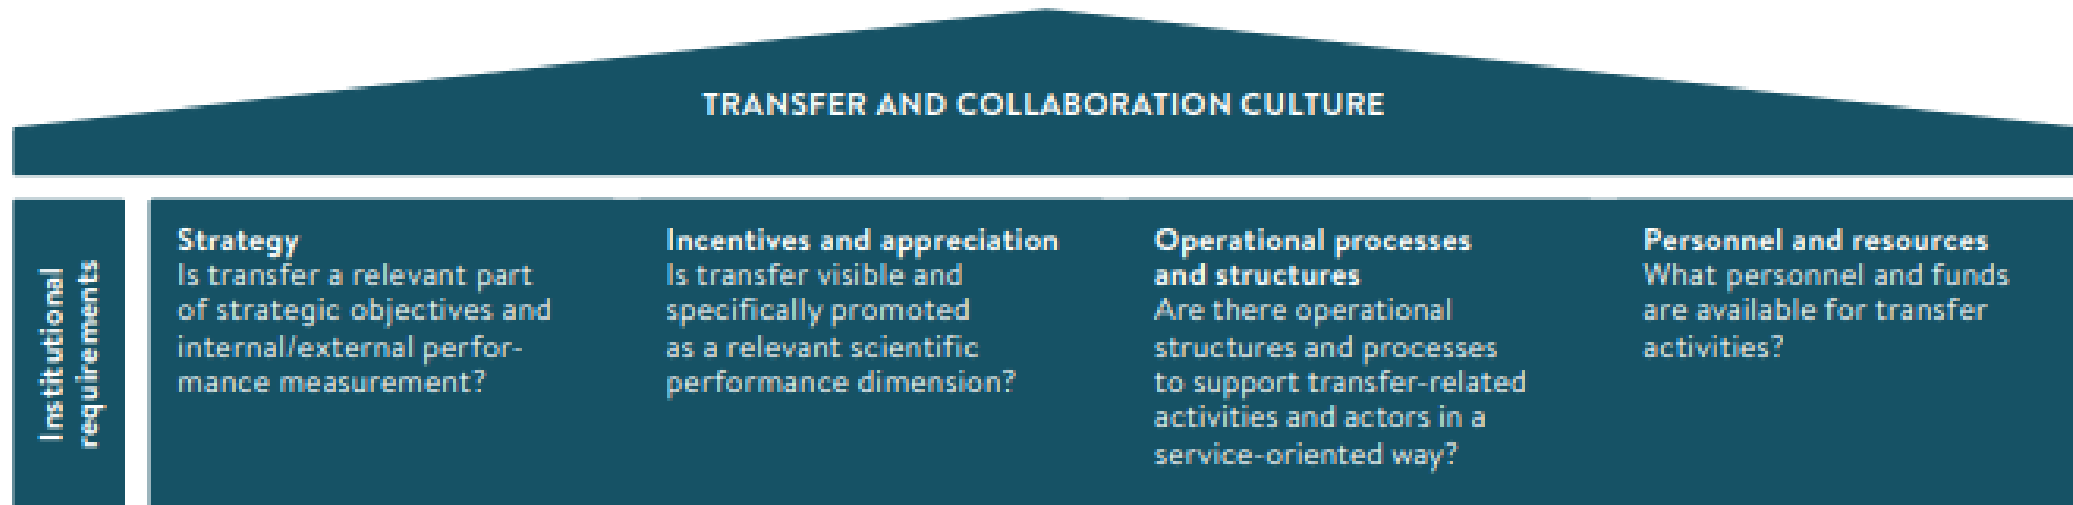 TRANSFER AND COLLABORATION CULTURE
Institutional
requirements
Strategy
Is transfer a relevant part
of strategic objectives and
internal/external perfor-
mance measurement?
Incentives and appreciation
Is transfer visible and
specifically promoted
as a relevant scientific
performance dimension?
Operational processes
and structures
Are there operational
structures and processes
to support transfer-related
activities and actors in a
service-oriented way?
Personnel and resources
What personnel and funds
are available for transfer
activities?